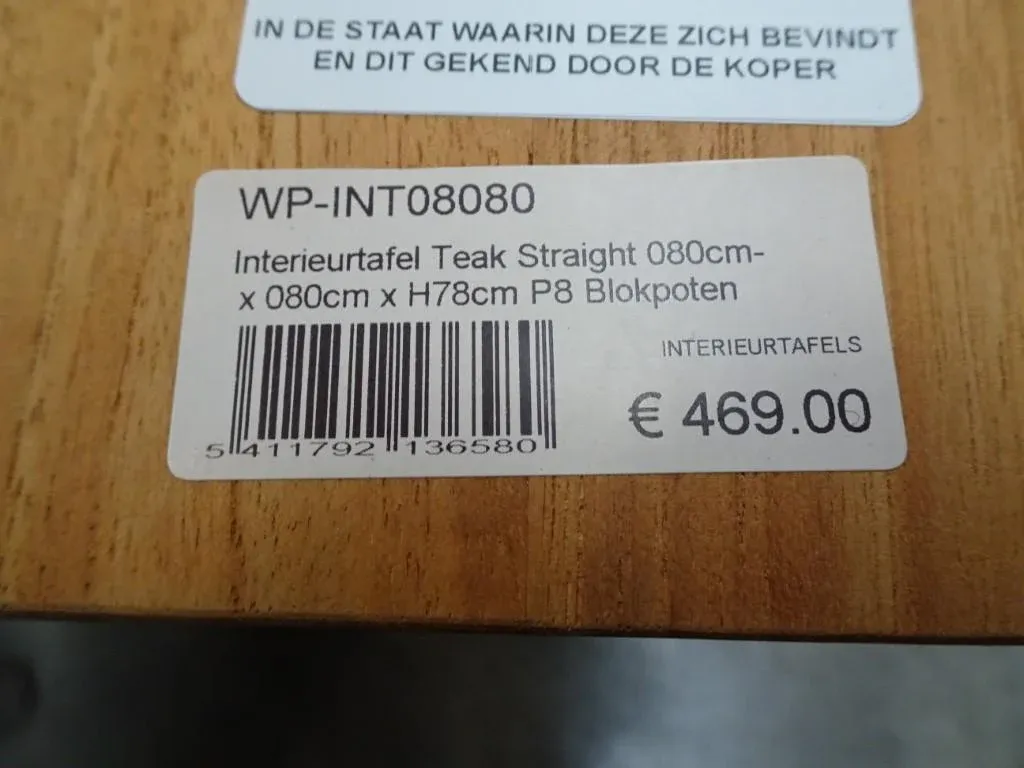 IN DE STAAT WAARIN DEZE ZICH BEVINDT
EN DIT GEKEND DOOR DE KOPER
WP-INT08080
Interieurtafel Teak Straight 080cm-
x 080cm x H78cm P8 Blokpoten
INTERIEURTAFELS
€ 469.00
5 411792 136580